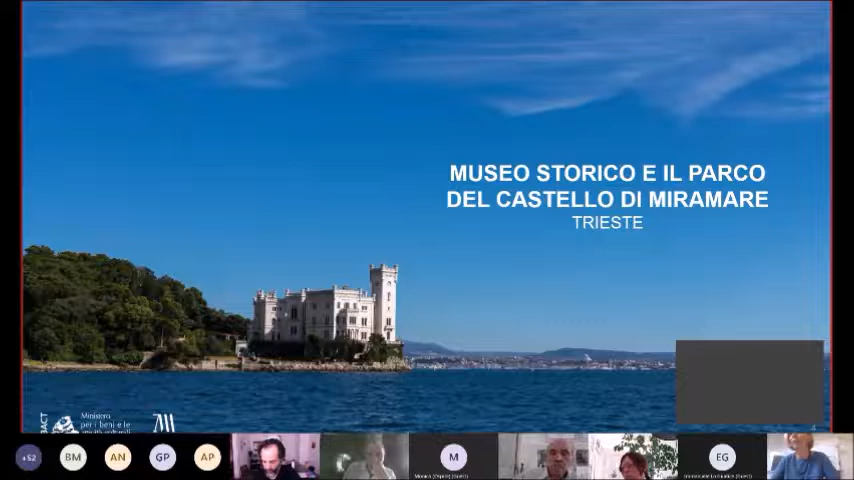 MUSEO STORICO E IL PARCO
DEL CASTELLO DI MIRAMARE
TRIESTE
Ministero
per i beni e le
4
+52
BM
AN
GP
AP
M
EG